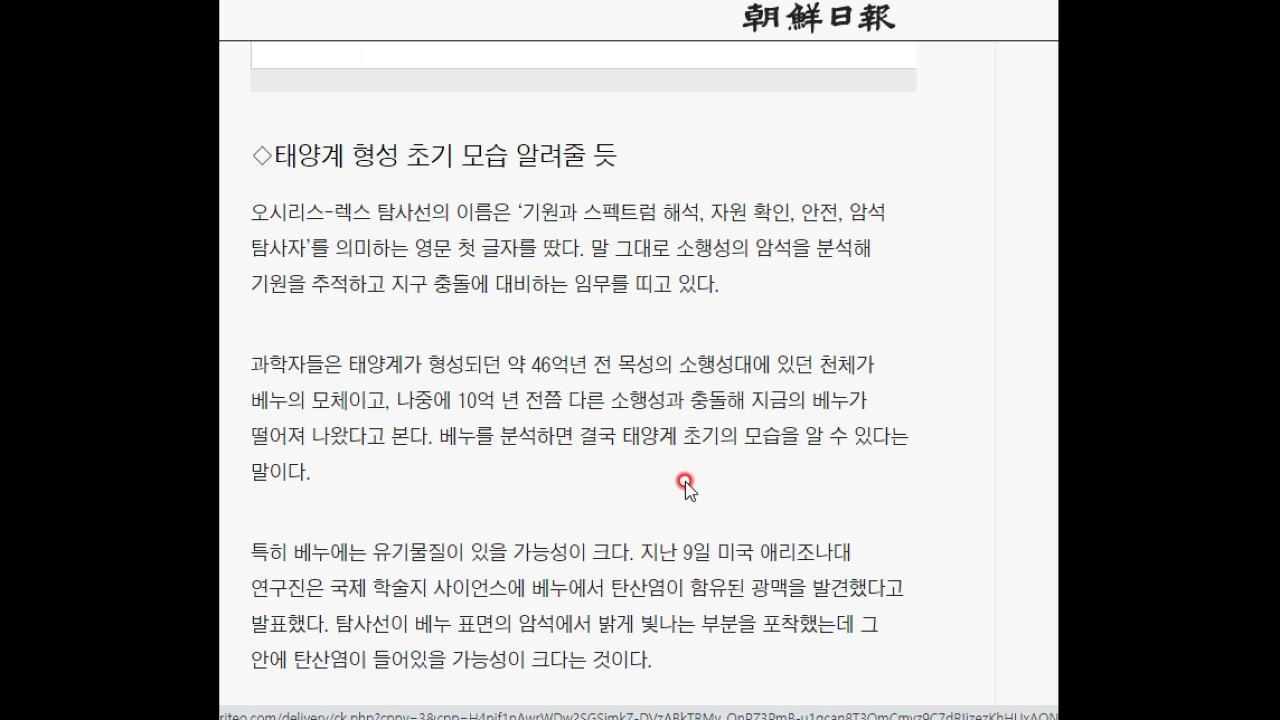 朝鮮日報
◇태양계 형성 초기 모습 알려줄 듯
오시리스-렉스 탐사선의 이름은 ‘기원과 스펙트럼 해석, 자원 확인, 안전, 암석
탐사자’를 의미하는 영문 첫 글자를 땄다. 말 그대로 소행성의 암석을 분석해
기원을 추적하고 지구 충돌에 대비하는 임무를 띠고 있다.
과학자들은 태양계가 형성되던 약 46억년 전 목성의 소행성대에 있던 천체가
베누의 모체이고, 나중에 10억 년 전쯤 다른 소행성과 충돌해 지금의 베누가
떨어져 나왔다고 본다. 베누를 분석하면 결국 태양계 초기의 모습을 알 수 있다는
말이다.
특히 베누에는 유기물질이 있을 가능성이 크다. 지난 9일 미국 애리조나대
연구진은 국제 학술지 사이언스에 베누에서 탄산염이 함유된 광맥을 발견했다고
발표했다. 탐사선이 베누 표면의 암석에서 밝게 빛나는 부분을 포착했는데 그
안에 탄산염이 들어있을 가능성이 크다는 것이다.